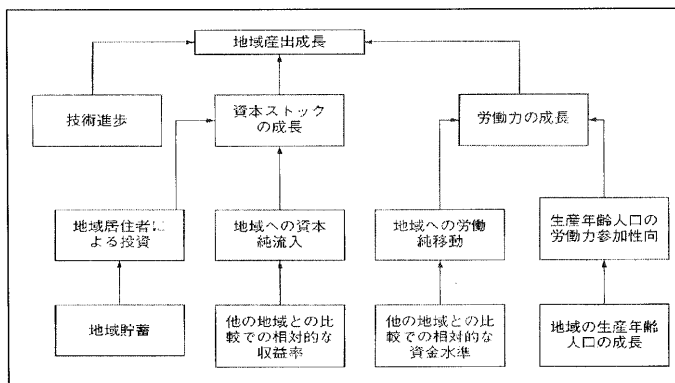 地域産出成長
技術進歩
資本ストック
の成長
労働力の成長
地域居住者に
よる投資
地域への資本
純流入
地域への労働
純移動
生産年齢人口の
労働力参加性向
地域貯蓄
他の地域との比
較での相対的な
収益率
他の地域との比
較での相対的な
資金水準
地域の生産年齢
人口の成長